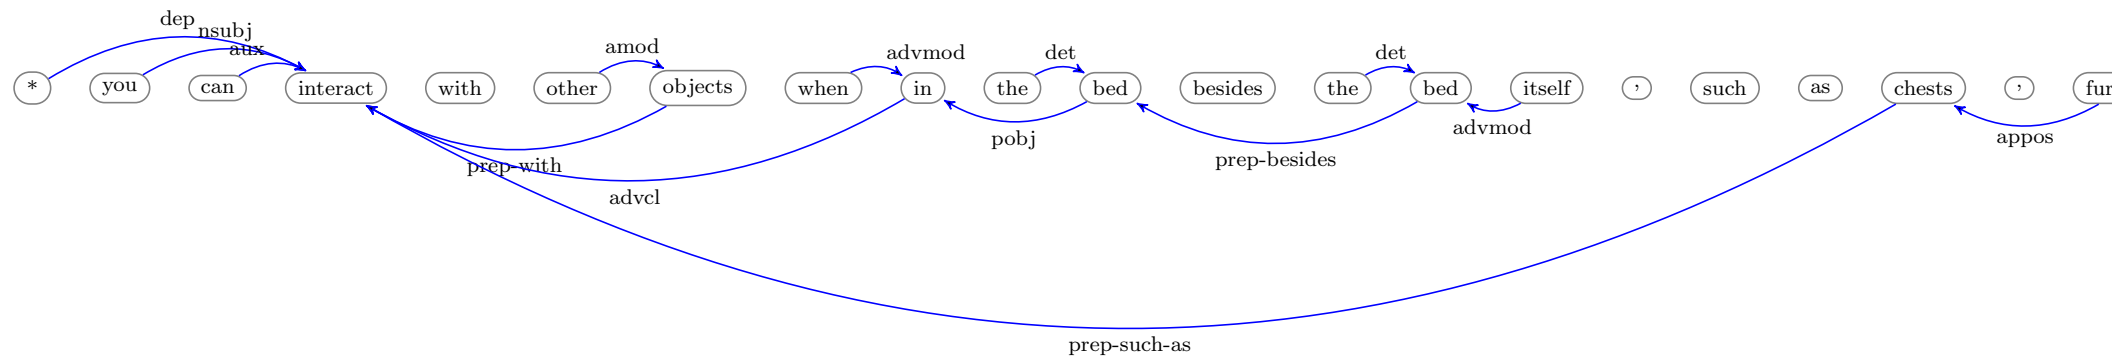 dep
nsubj
aux
amod
advmod
det
det
* you can interact with other objects when in the bed besides the bed itself , such as chests , fur
prep-with
advcl
pobj
prep-besides
advmod
appos
prep-such-as